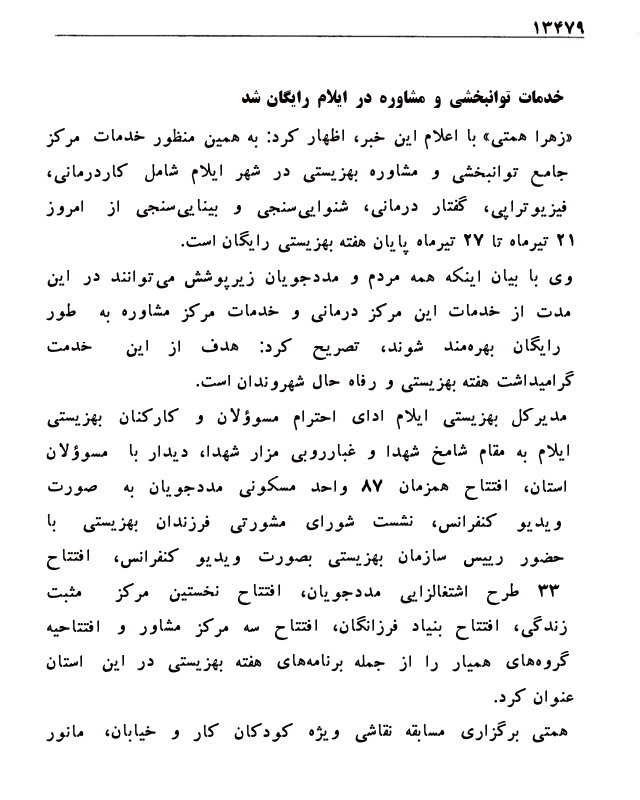 ۱۳۴۷۹
خدمات توانبخشی و مشاوره در ایلام رایگان شد
«زهرا همتی» با اعلام این خبر، اظهار کرد: به همین منظور خدمات مرکز
جامع توانبخشی و مشاوره بهزیستی در شهر ایلام شامل کاردرمانی،
فیزیوتراپی، گفتار درمانی، شنوایی‌سنجی و بینایی‌سنجی از امروز
۲۱ تیرماه تا ۲۷ تیرماه پایان هفته بهزیستی رایگان است.
وی با بیان اینکه همه مردم و مددجویان زیرپوشش می‌توانند در این
مدت از خدمات این مرکز درمانی و خدمات مرکز مشاوره به طور
رایگان بهره‌مند شوند، تصریح کرد: هدف از این خدمت
گرامیداشت هفته بهزیستی و رفاه حال شهروندان است.
مدیرکل بهزیستی ایلام ادای احترام مسوؤلان و کارکنان بهزیستی
ایلام به مقام شامخ شهدا و غبارروبی مزار شهدا، دیدار با مسوؤلان
استان، افتتاح همزمان ۸۷ واحد مسکونی مددجویان به صورت
ویدیو کنفرانس، نشست شورای مشورتی فرزندان بهزیستی با
حضور رییس سازمان بهزیستی بصورت ویدیو کنفرانس، افتتاح
۳۳ طرح اشتغالزایی مددجویان، افتتاح نخستین مرکز مثبت
زندگی، افتتاح بنیاد فرزانگان، افتتاح سه مرکز مشاور و افتتاحیه
گروه‌های همیار را از جمله برنامه‌های هفته بهزیستی در این استان
عنوان کرد.
همتی برگزاری مسابقه نقاشی ویژه کودکان کار و خیابان، مانور